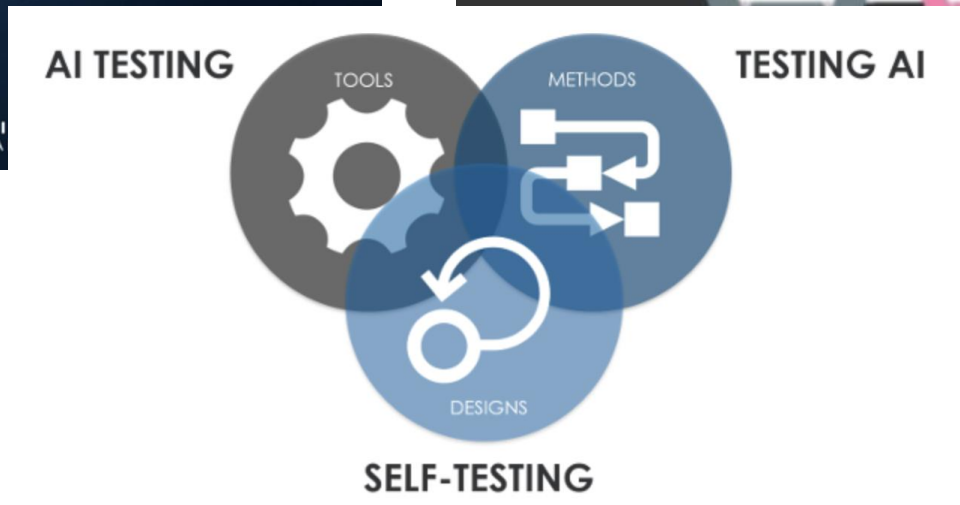 AI TESTING
TOOLS
METHODS
TESTING AI
DESIGNS
SELF-TESTING